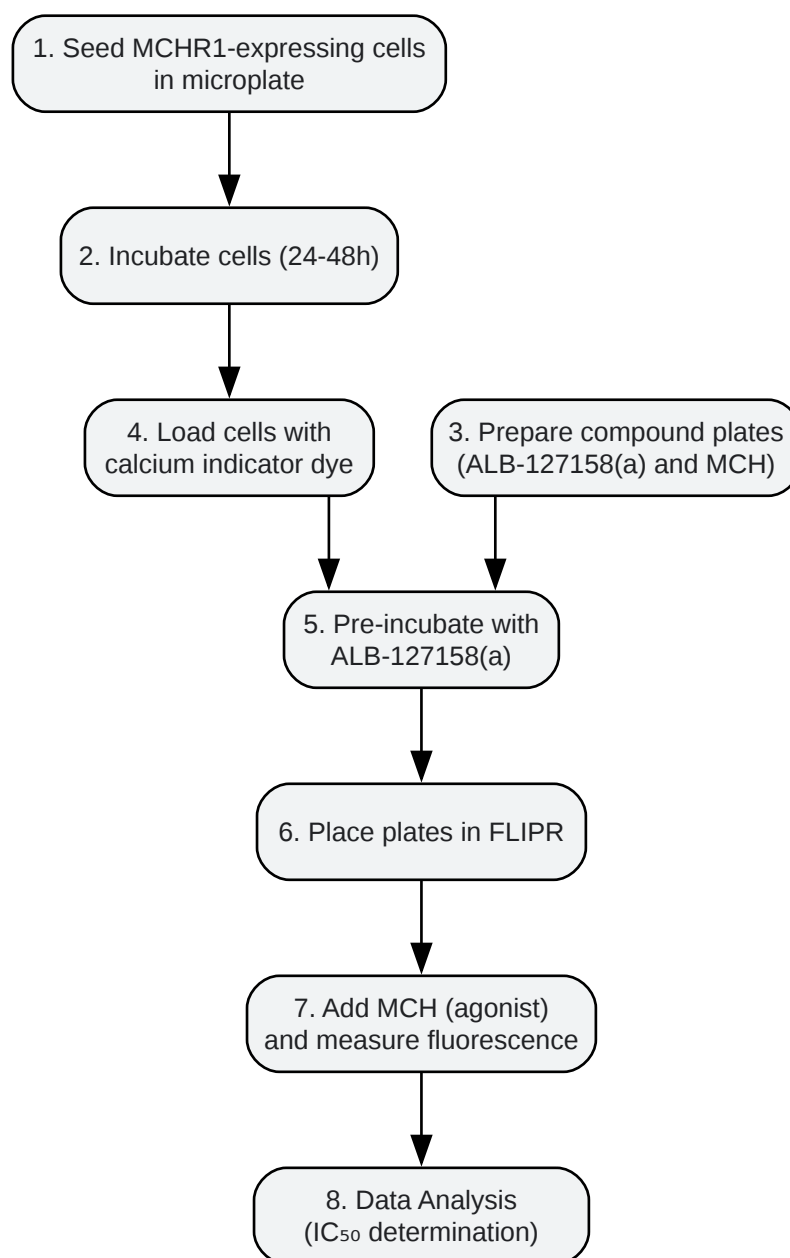 1. Seed MCHR1-expressing cells
in microplate
2. Incubate cells (24-48h)
4. Load cells with
calcium indicator dye
3. Prepare compound plates
(ALB-127158(a) and MCH)
5. Pre-incubate with
ALB-127158(a)
6. Place plates in FLIPR
7. Add MCH (agonist)
and measure fluorescence
8. Data Analysis
(IC₅₀ determination)